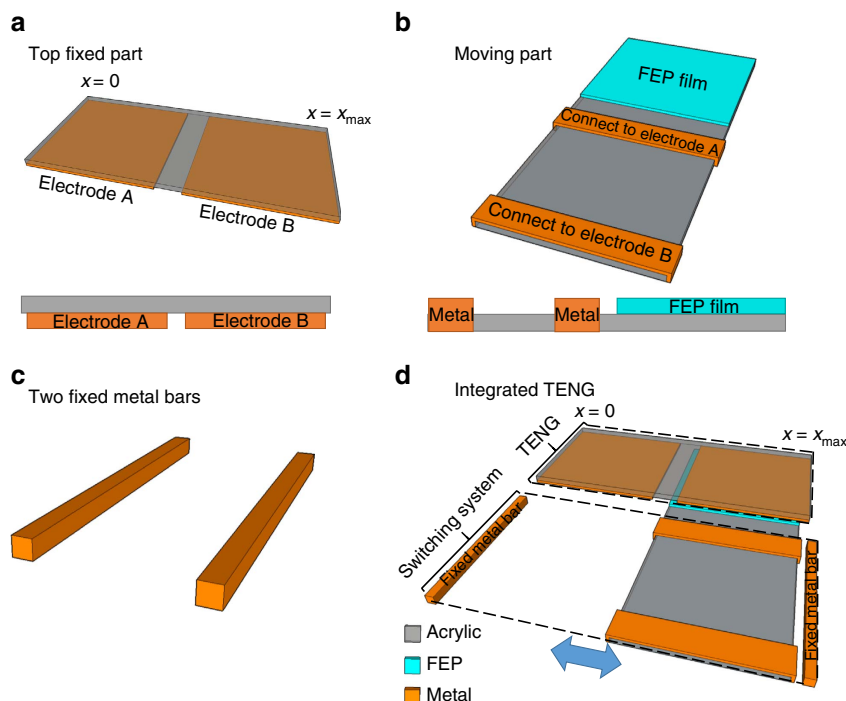 a
Top fixed part
x = 0
x = xmax
Electrode A
Electrode B
Electrode A
Electrode B
b
Moving part
FEP film
Connect to electrode A
Connect to electrode B
Metal
Metal
FEP film
c
Two fixed metal bars
d
Integrated TENG
x = 0
x = xmax
TENG
Switching system
Fixed metal bar
Fixed metal bar
Acrylic
FEP
Metal